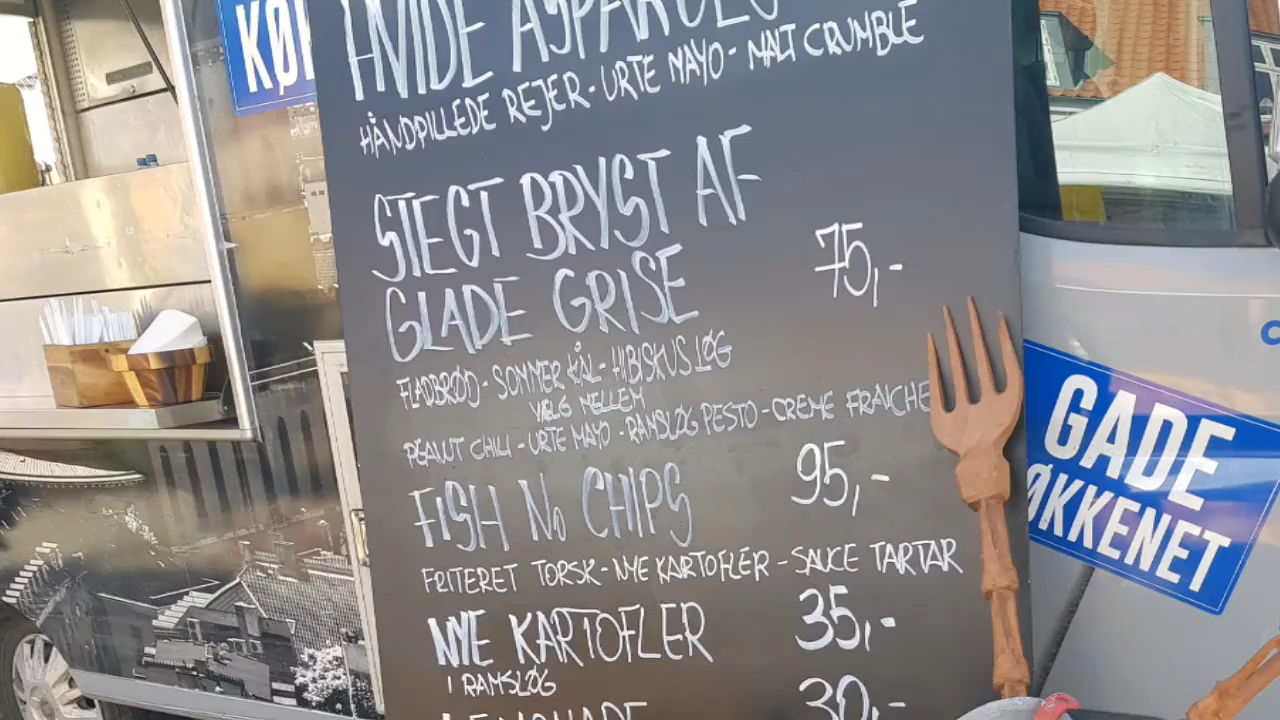 KØ
HVIDE ASPARGES
HÅNDPILLEDE REJER - URTE MAYO - MALT CRUMBLE
STEGT BRYST AF
GLADE GRISE 75,-
FLADBRØD - SOMMER KÅL - HIBISKUS LØG
VÆLG MELLEM
PEANUT CHILI - URTE MAYO - RAMSLØG PESTO - CREME FRAICHE
FISH N CHIPS 95,-
FRITERET TORSK - NYE KARTOFLER - SAUCE TARTAR
NYE KARTOFLER 35,-
I RAMSLØG
LEMONADE 30,-
GADE
ØKKENET